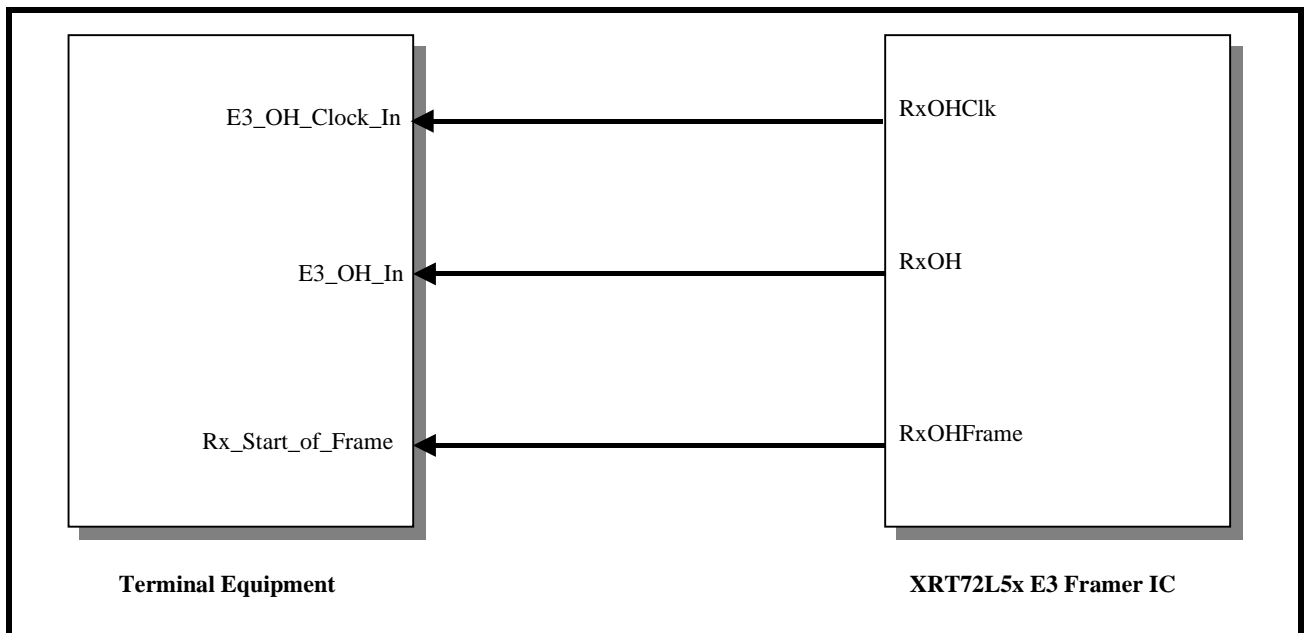 E3_OH_Clock_In
RxOHClk
E3_OH_In
RxOH
Rx_Start_of_Frame
RxOHFrame
Terminal Equipment
XRT72L5x E3 Framer IC